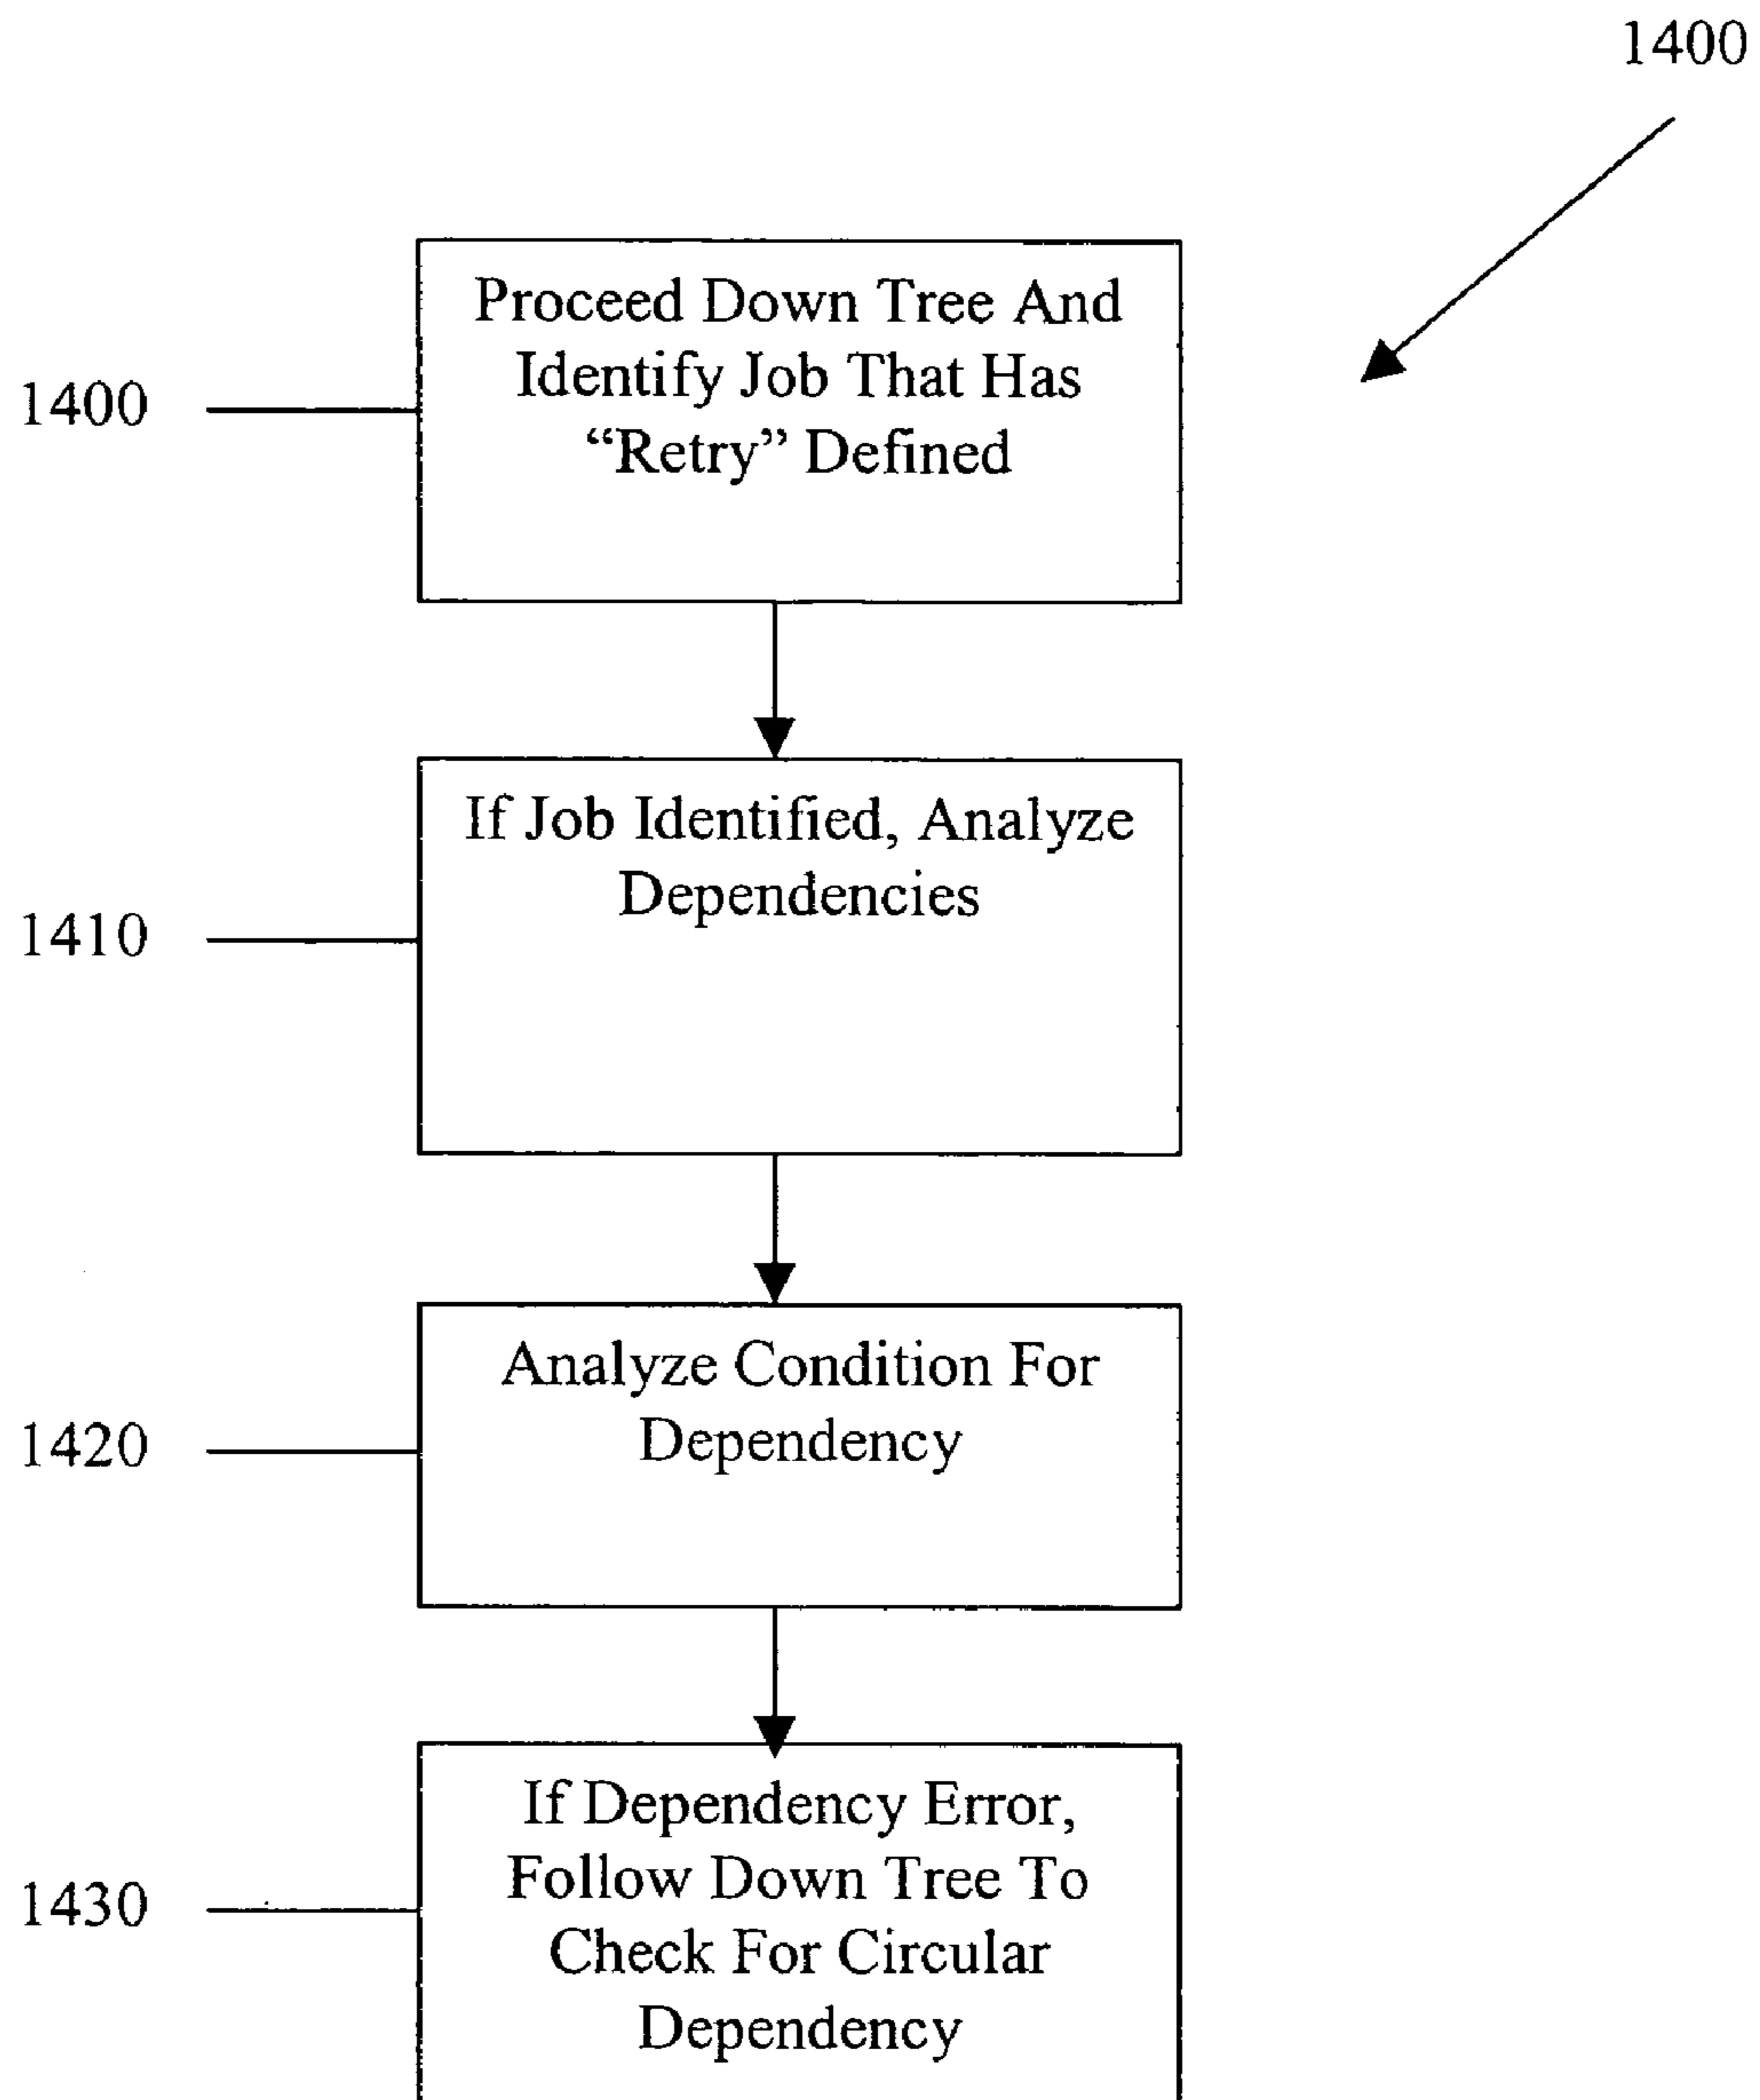 1400
1400
Proceed Down Tree And
Identify Job That Has
“Retry” Defined
1410
If Job Identified, Analyze
Dependencies
1420
Analyze Condition For
Dependency
1430
If Dependency Error,
Follow Down Tree To
Check For Circular
Dependency